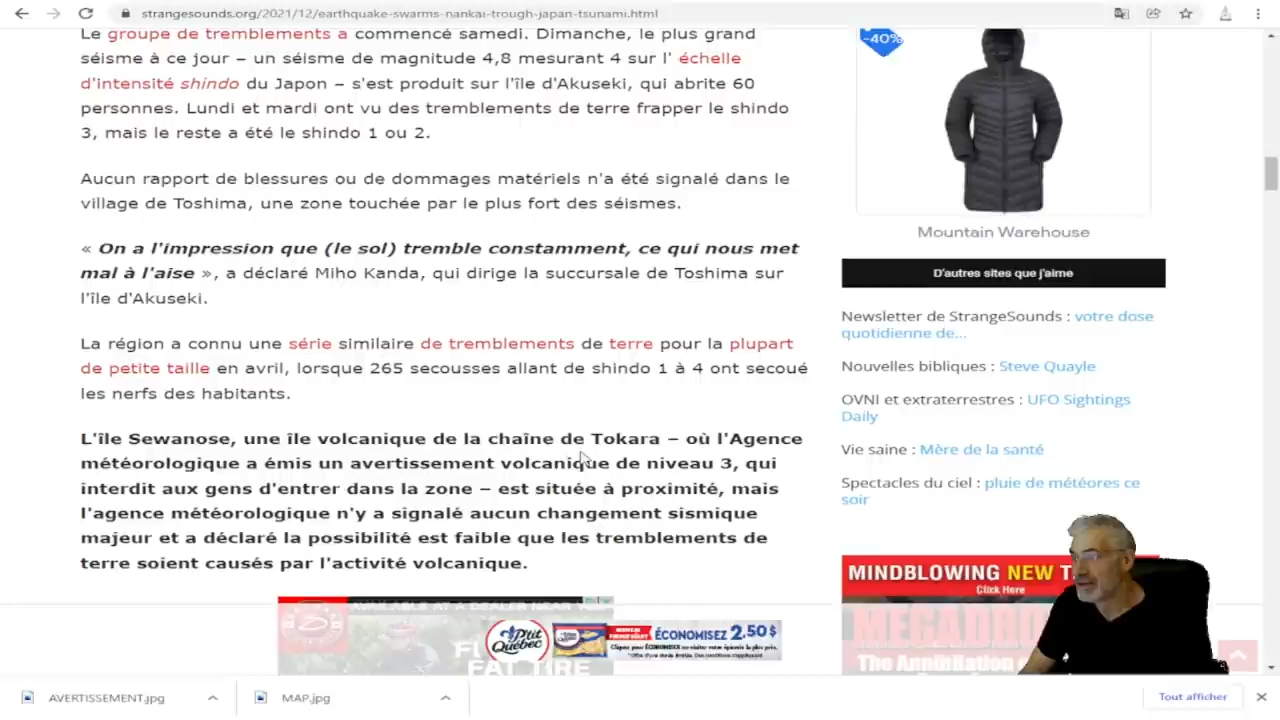 strangesounds.org/2021/12/earthquake-swarms-nankai-trough-japan-tsunami.html
Le groupe de tremblements a commencé samedi. Dimanche, le plus grand
séisme à ce jour – un séisme de magnitude 4,8 mesurant 4 sur l' échelle
d'intensité shindo du Japon – s'est produit sur l'île d'Akuseki, qui abrite 60
personnes. Lundi et mardi ont vu des tremblements de terre frapper le shindo
3, mais le reste a été le shindo 1 ou 2.
Aucun rapport de blessures ou de dommages matériels n'a été signalé dans le
village de Toshima, une zone touchée par le plus fort des séismes.
« On a l'impression que (le sol) tremble constamment, ce qui nous met
mal à l'aise », a déclaré Miho Kanda, qui dirige la succursale de Toshima sur
l'île d'Akuseki.
La région a connu une série similaire de tremblements de terre pour la plupart
de petite taille en avril, lorsque 265 secousses allant de shindo 1 à 4 ont secoué
les nerfs des habitants.
L'île Sewanose, une île volcanique de la chaîne de Tokara – où l'Agence
météorologique a émis un avertissement volcanique de niveau 3, qui
interdit aux gens d'entrer dans la zone – est située à proximité, mais
l'agence météorologique n'y a signalé aucun changement sismique
majeur et a déclaré la possibilité est faible que les tremblements de
terre soient causés par l'activité volcanique.
-40%
Mountain Warehouse
D'autres sites que j'aime
Newsletter de StrangeSounds : votre dose
quotidienne de...
Nouvelles bibliques : Steve Quayle
OVNI et extraterrestres : UFO Sightings
Daily
Vie saine : Mère de la santé
Spectacles du ciel : pluie de météores ce
soir
MINDBLOWING NEW
Click Here
The Annihilation
AVAILABLE AT A DEALER NEAR
FAT TIRE
P'tit
Québec
ÉCONOMISEZ 2,50$
AVERTISSEMENT.jpg
MAP.jpg
Tout afficher